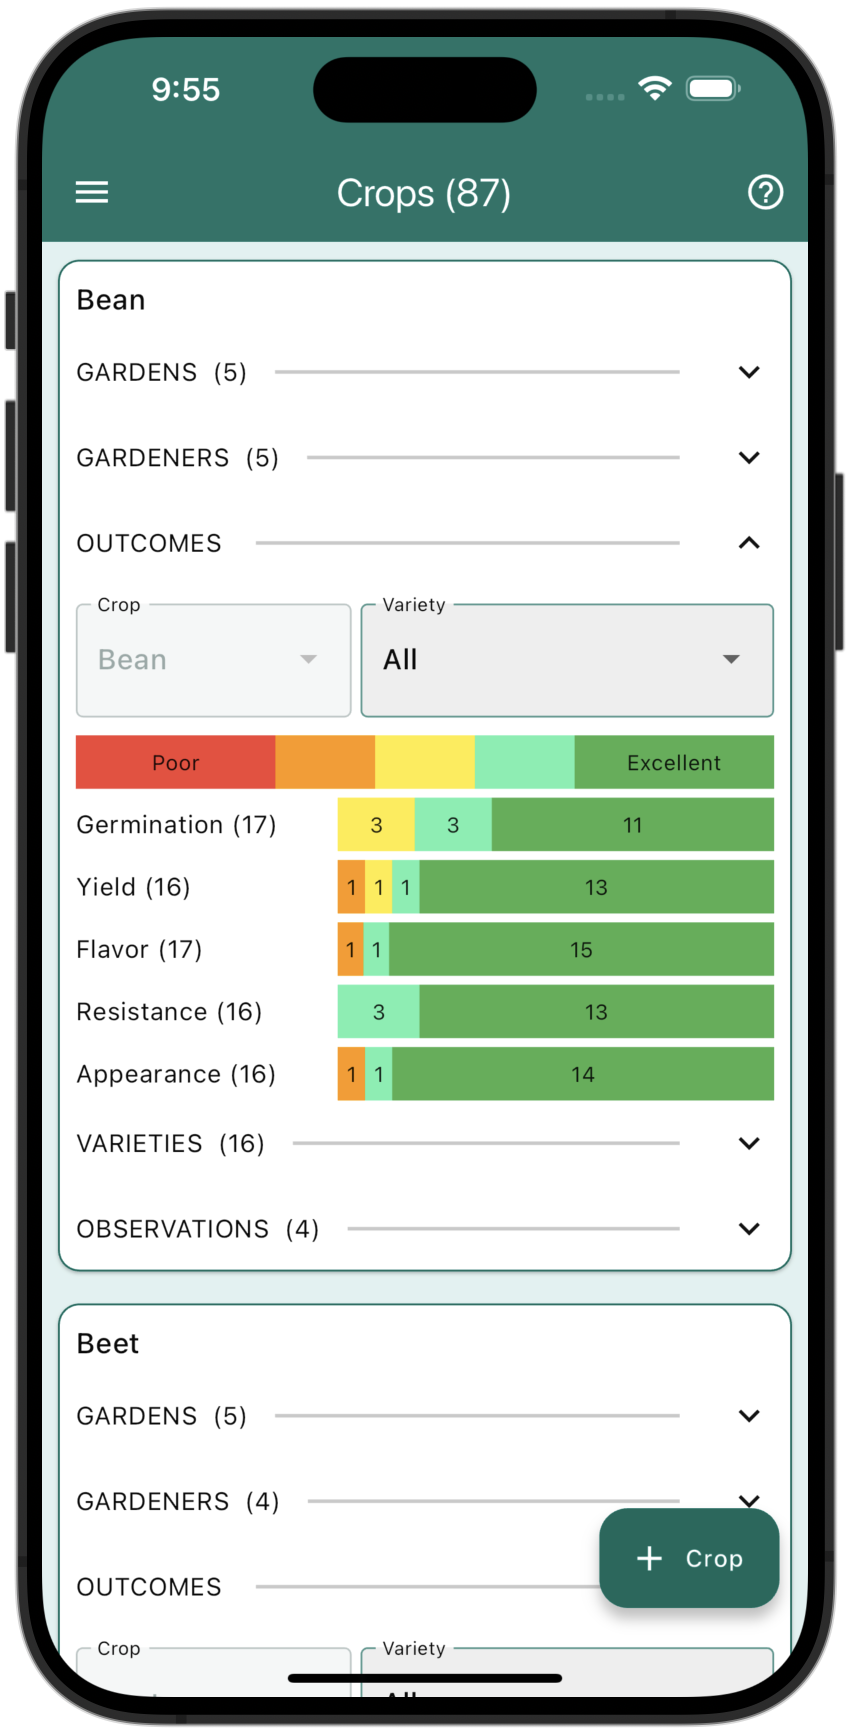 9:55
Crops (87)
Bean
GARDENS (5)
GARDENERS (5)
OUTCOMES
Crop Variety
Bean All
Poor Excellent
Germination (17) 3 3 11
Yield (16) 1 1 1 13
Flavor (17) 1 1 15
Resistance (16) 3 13
Appearance (16) 1 1 14
VARIETIES (16)
OBSERVATIONS (4)
Beet
GARDENS (5)
GARDENERS (4)
+ Crop
OUTCOMES
Crop Variety